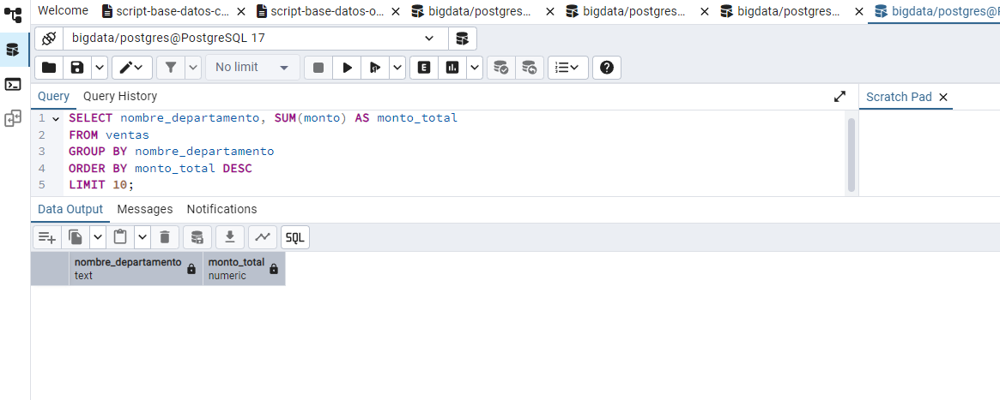 Welcome script-base-datos-c... script-base-datos-o... bigdata/postgres... bigdata/postgres... bigdata/postgres... bigdata/postgres@P
bigdata/postgres@PostgreSQL 17
No limit E
Query Query History Scratch Pad
1 SELECT nombre_departamento, SUM(monto) AS monto_total
2 FROM ventas
3 GROUP BY nombre_departamento
4 ORDER BY monto_total DESC
5 LIMIT 10;
Data Output Messages Notifications
SQL
nombre_departamento monto_total
text numeric